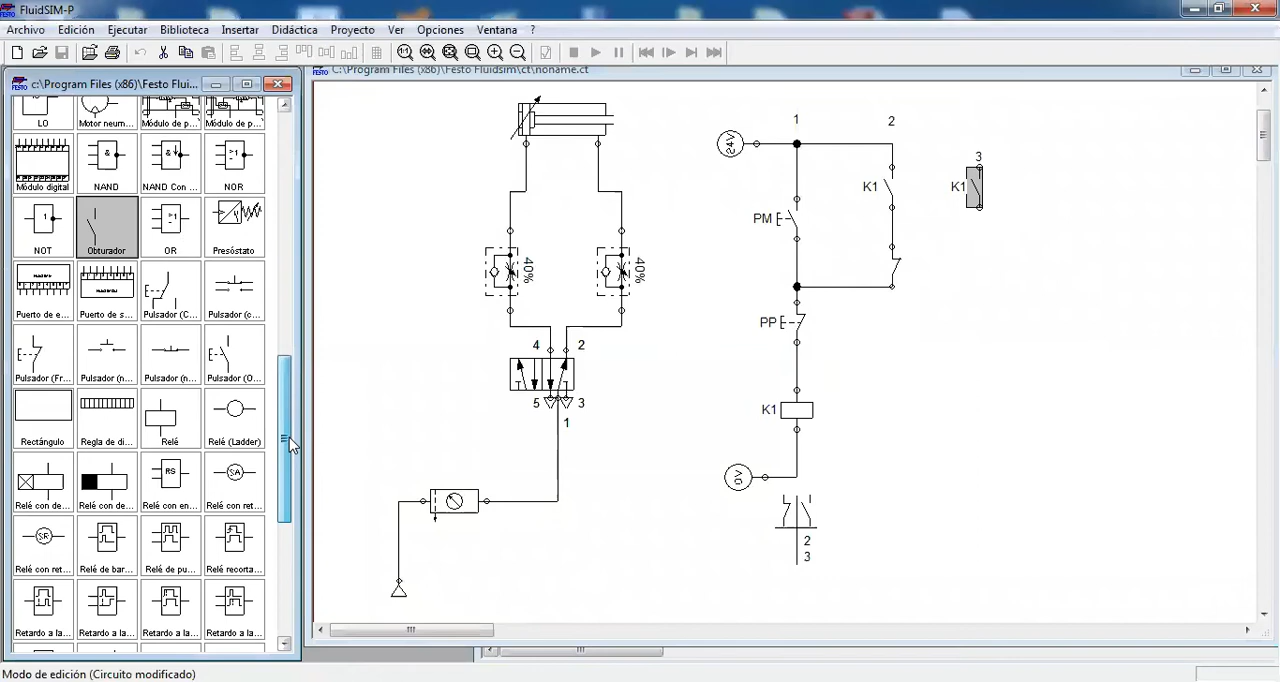 FluidSIM-P
Archivo Edición Ejecutar Biblioteca Insertar Didáctica Proyecto Ver Opciones Ventana ?
c:\Program Files (x86)\Festo Flui...
c:\Program Files (x86)\Festo Fluidsim\ct\noname.ct
LO Motor neum... Módulo de p... Módulo de p...
Módulo digital NAND NAND Con ... NOR
NOT Obturador OR Presóstato
Puerto de e... Puerto de s... Pulsador (C... Pulsador (c...
Pulsador (Fr... Pulsador (n... Pulsador (n... Pulsador (O...
Rectángulo Regla de di... Relé Relé (Ladder)
Relé con de... Relé con de... Relé con en... Relé con ret...
Relé con ret... Relé de bar... Relé de pu... Relé recorta...
Retardo a la... Retardo a la... Retardo a la... Retardo a la...
& & >1
1 >1
RS SA
SR
40% 40%
4 2
5 3
1
1 2
3
24V
K1 K1
PM
PP
K1
0V
2
3
Modo de edición (Circuito modificado)